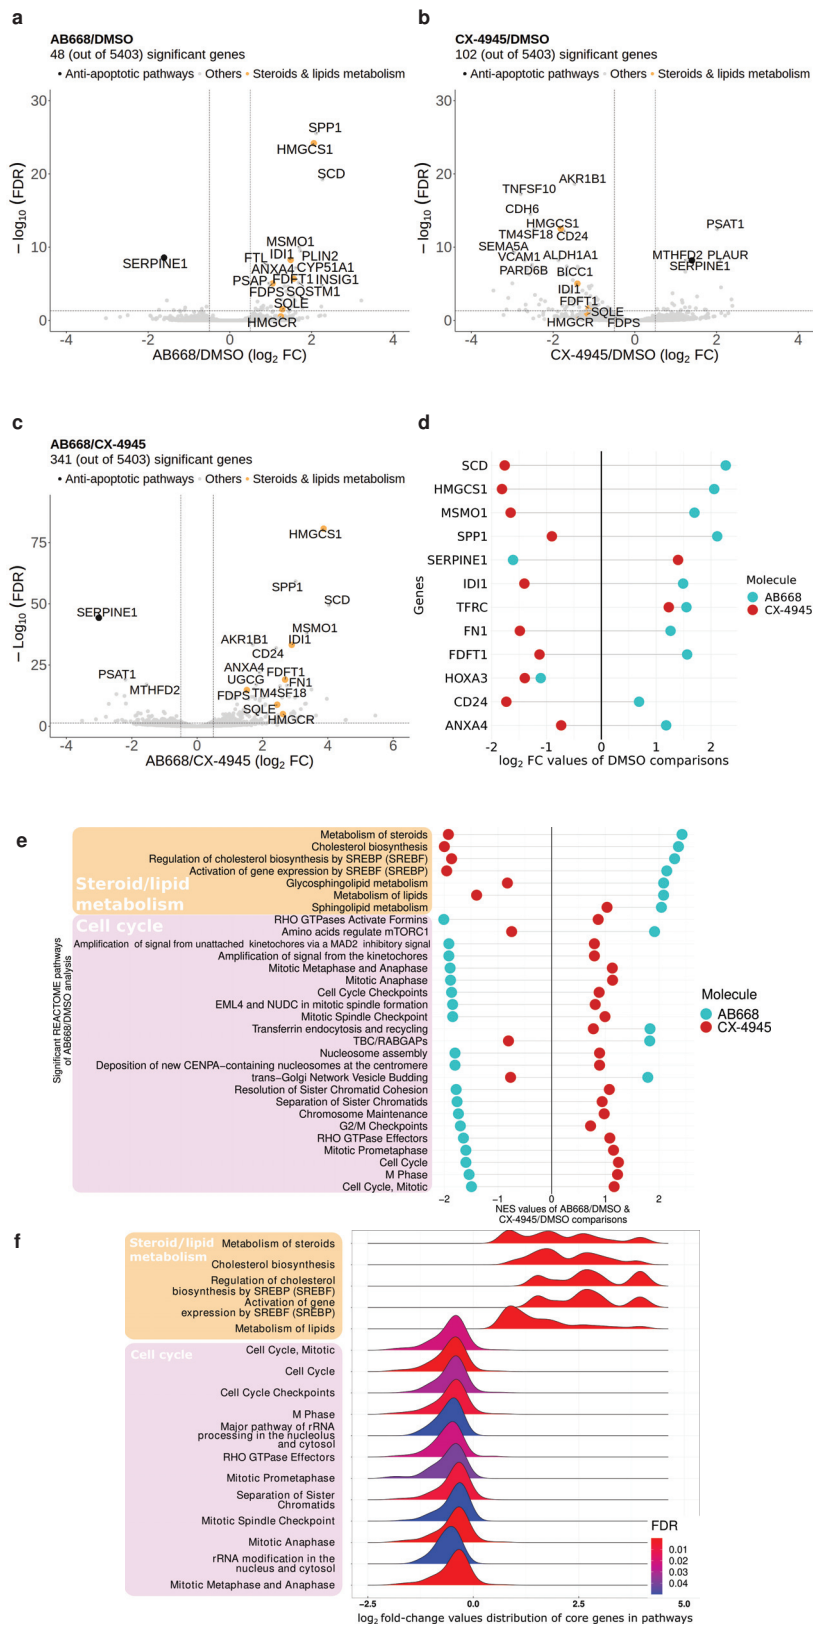 a
AB668/DMSO
48 (out of 5403) significant genes
• Anti-apoptotic pathways • Others • Steroids & lipids metabolism
30
20
10
0
− log10 (FDR)
SPP1
HMGCS1
SCD
MSMO1
FTL IDI1 PLIN2
SERPINE1
ANXA4 CYP51A1
PSAP FDFT1 INSIG1
FDPS SQSTM1
SQLE
HMGCR
-4 -2 0 2 4
AB668/DMSO (log2 FC)
b
CX-4945/DMSO
102 (out of 5403) significant genes
• Anti-apoptotic pathways • Others • Steroids & lipids metabolism
30
20
10
0
− log10 (FDR)
AKR1B1
TNFSF10
CDH6
HMGCS1
PSAT1
TM4SF18 CD24
SEMA5A
VCAM1 ALDH1A1
MTHFD2 PLAUR
PARD6B BICC1
SERPINE1
IDI1
FDFT1
SQLE
HMGCR FDPS
-4 -2 0 2 4
CX-4945/DMSO (log2 FC)
c
AB668/CX-4945
341 (out of 5403) significant genes
• Anti-apoptotic pathways • Others • Steroids & lipids metabolism
75
50
25
0
− Log10 (FDR)
HMGCS1
SPP1
SCD
SERPINE1
MSMO1
AKR1B1 IDI1
CD24
PSAT1
ANXA4 FDFT1
MTHFD2
UGCG FN1
FDPS TM4SF18
SQLE
HMGCR
-4 -2 0 2 4 6
AB668/CX-4945 (log2 FC)
d
Genes
SCD
HMGCS1
MSMO1
SPP1
SERPINE1
IDI1
TFRC
FN1
FDFT1
HOXA3
CD24
ANXA4
-2 -1 0 1 2
log2 FC values of DMSO comparisons
Molecule
AB668
CX-4945
e
Significant REACTOME pathways
of AB668/DMSO analysis
Steroid/lipid
metabolism
Cell cycle
Metabolism of steroids
Cholesterol biosynthesis
Regulation of cholesterol biosynthesis by SREBP (SREBF)
Activation of gene expression by SREBF (SREBP)
Glycosphingolipid metabolism
Metabolism of lipids
Sphingolipid metabolism
RHO GTPases Activate Formins
Amino acids regulate mTORC1
Amplification of signal from unattached kinetochores via a MAD2 inhibitory signal
Amplification of signal from the kinetochores
Mitotic Metaphase and Anaphase
Mitotic Anaphase
Cell Cycle Checkpoints
EML4 and NUDC in mitotic spindle formation
Mitotic Spindle Checkpoint
Transferrin endocytosis and recycling
TBC/RABGAPs
Nucleosome assembly
Deposition of new CENPA−containing nucleosomes at the centromere
trans−Golgi Network Vesicle Budding
Resolution of Sister Chromatid Cohesion
Separation of Sister Chromatids
Chromosome Maintenance
G2/M Checkpoints
RHO GTPase Effectors
Mitotic Prometaphase
Cell Cycle
M Phase
Cell Cycle, Mitotic
−2 −1 0 1 2
NES values of AB668/DMSO &
CX-4945/DMSO comparisons
Molecule
AB668
CX-4945
f
Steroid/lipid
metabolism
Cell cycle
Metabolism of steroids
Cholesterol biosynthesis
Regulation of cholesterol
biosynthesis by SREBP (SREBF)
Activation of gene
expression by SREBF (SREBP)
Metabolism of lipids
Cell Cycle, Mitotic
Cell Cycle
Cell Cycle Checkpoints
M Phase
Major pathway of rRNA
processing in the nucleolus
and cytosol
RHO GTPase Effectors
Mitotic Prometaphase
Separation of Sister
Chromatids
Mitotic Spindle Checkpoint
Mitotic Anaphase
rRNA modification in the
nucleus and cytosol
Mitotic Metaphase and Anaphase
−2.5 0.0 2.5 5.0
log2 fold-change values distribution of core genes in pathways
FDR
0.01
0.02
0.03
0.04